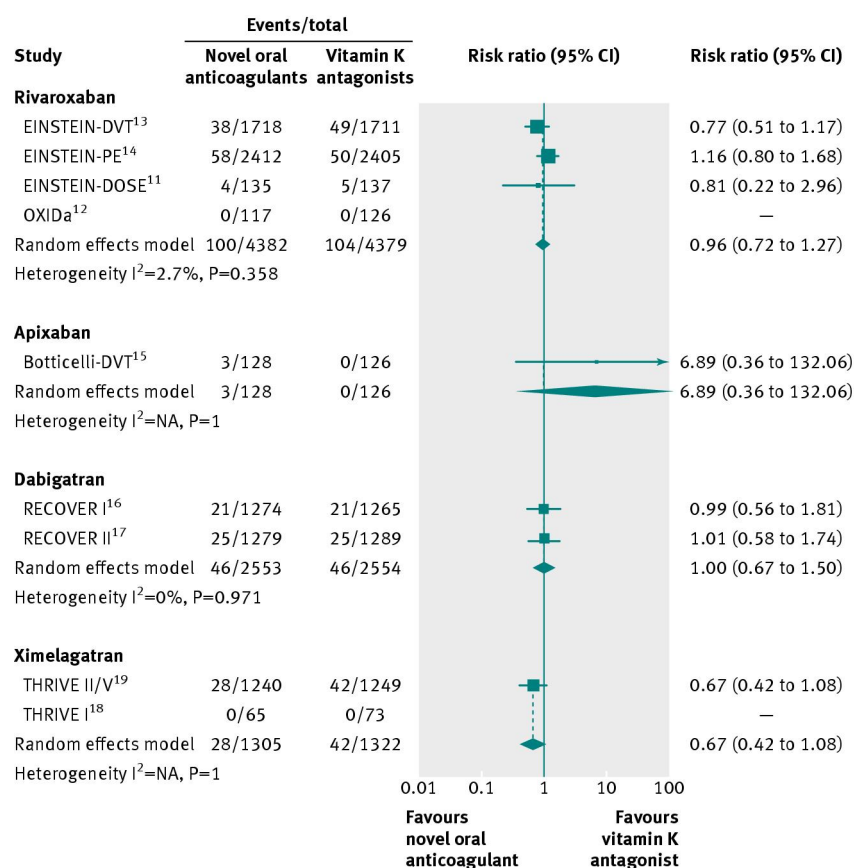 Events/total
Study Novel oral anticoagulants Vitamin K antagonists Risk ratio (95% CI) Risk ratio (95% CI)
Rivaroxaban
EINSTEIN-DVT¹³ 38/1718 49/1711 0.77 (0.51 to 1.17)
EINSTEIN-PE¹⁴ 58/2412 50/2405 1.16 (0.80 to 1.68)
EINSTEIN-DOSE¹¹ 4/135 5/137 0.81 (0.22 to 2.96)
OXIDa¹² 0/117 0/126 —
Random effects model 100/4382 104/4379 0.96 (0.72 to 1.27)
Heterogeneity I²=2.7%, P=0.358
Apixaban
Botticelli-DVT¹⁵ 3/128 0/126 6.89 (0.36 to 132.06)
Random effects model 3/128 0/126 6.89 (0.36 to 132.06)
Heterogeneity I²=NA, P=1
Dabigatran
RECOVER I¹⁶ 21/1274 21/1265 0.99 (0.56 to 1.81)
RECOVER II¹⁷ 25/1279 25/1289 1.01 (0.58 to 1.74)
Random effects model 46/2553 46/2554 1.00 (0.67 to 1.50)
Heterogeneity I²=0%, P=0.971
Ximelagatran
THRIVE II/V¹⁹ 28/1240 42/1249 0.67 (0.42 to 1.08)
THRIVE I¹⁸ 0/65 0/73 —
Random effects model 28/1305 42/1322 0.67 (0.42 to 1.08)
Heterogeneity I²=NA, P=1
0.01 0.1 1 10 100
Favours novel oral anticoagulant
Favours vitamin K antagonist